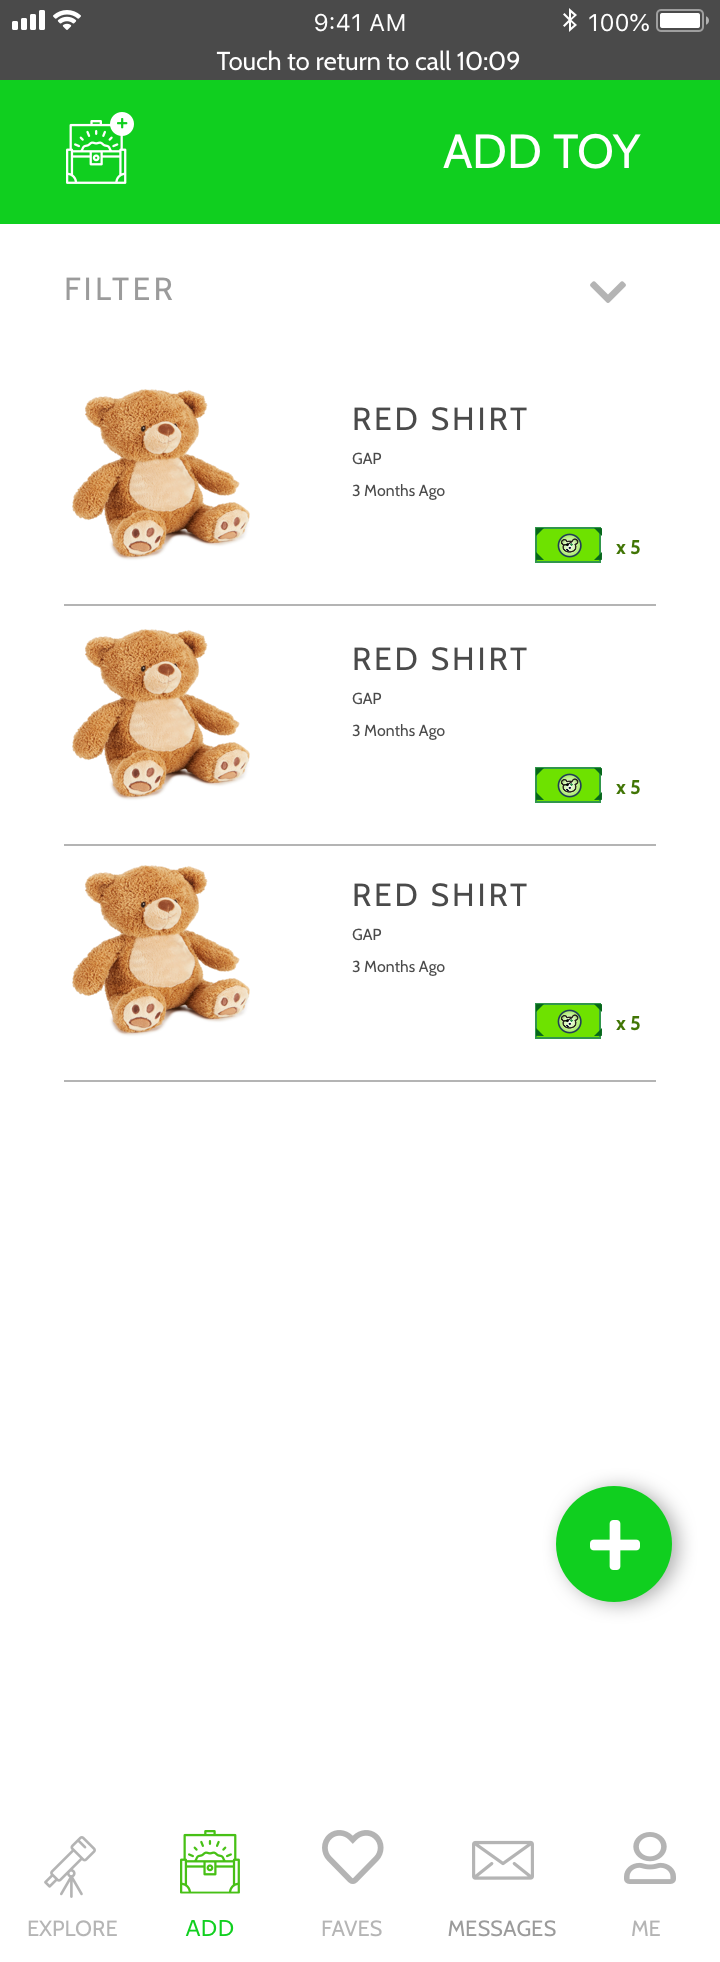 9:41 AM 100%
Touch to return to call 10:09
ADD TOY
FILTER
RED SHIRT
GAP
3 Months Ago
x 5
RED SHIRT
GAP
3 Months Ago
x 5
RED SHIRT
GAP
3 Months Ago
x 5
EXPLORE ADD FAVES MESSAGES ME